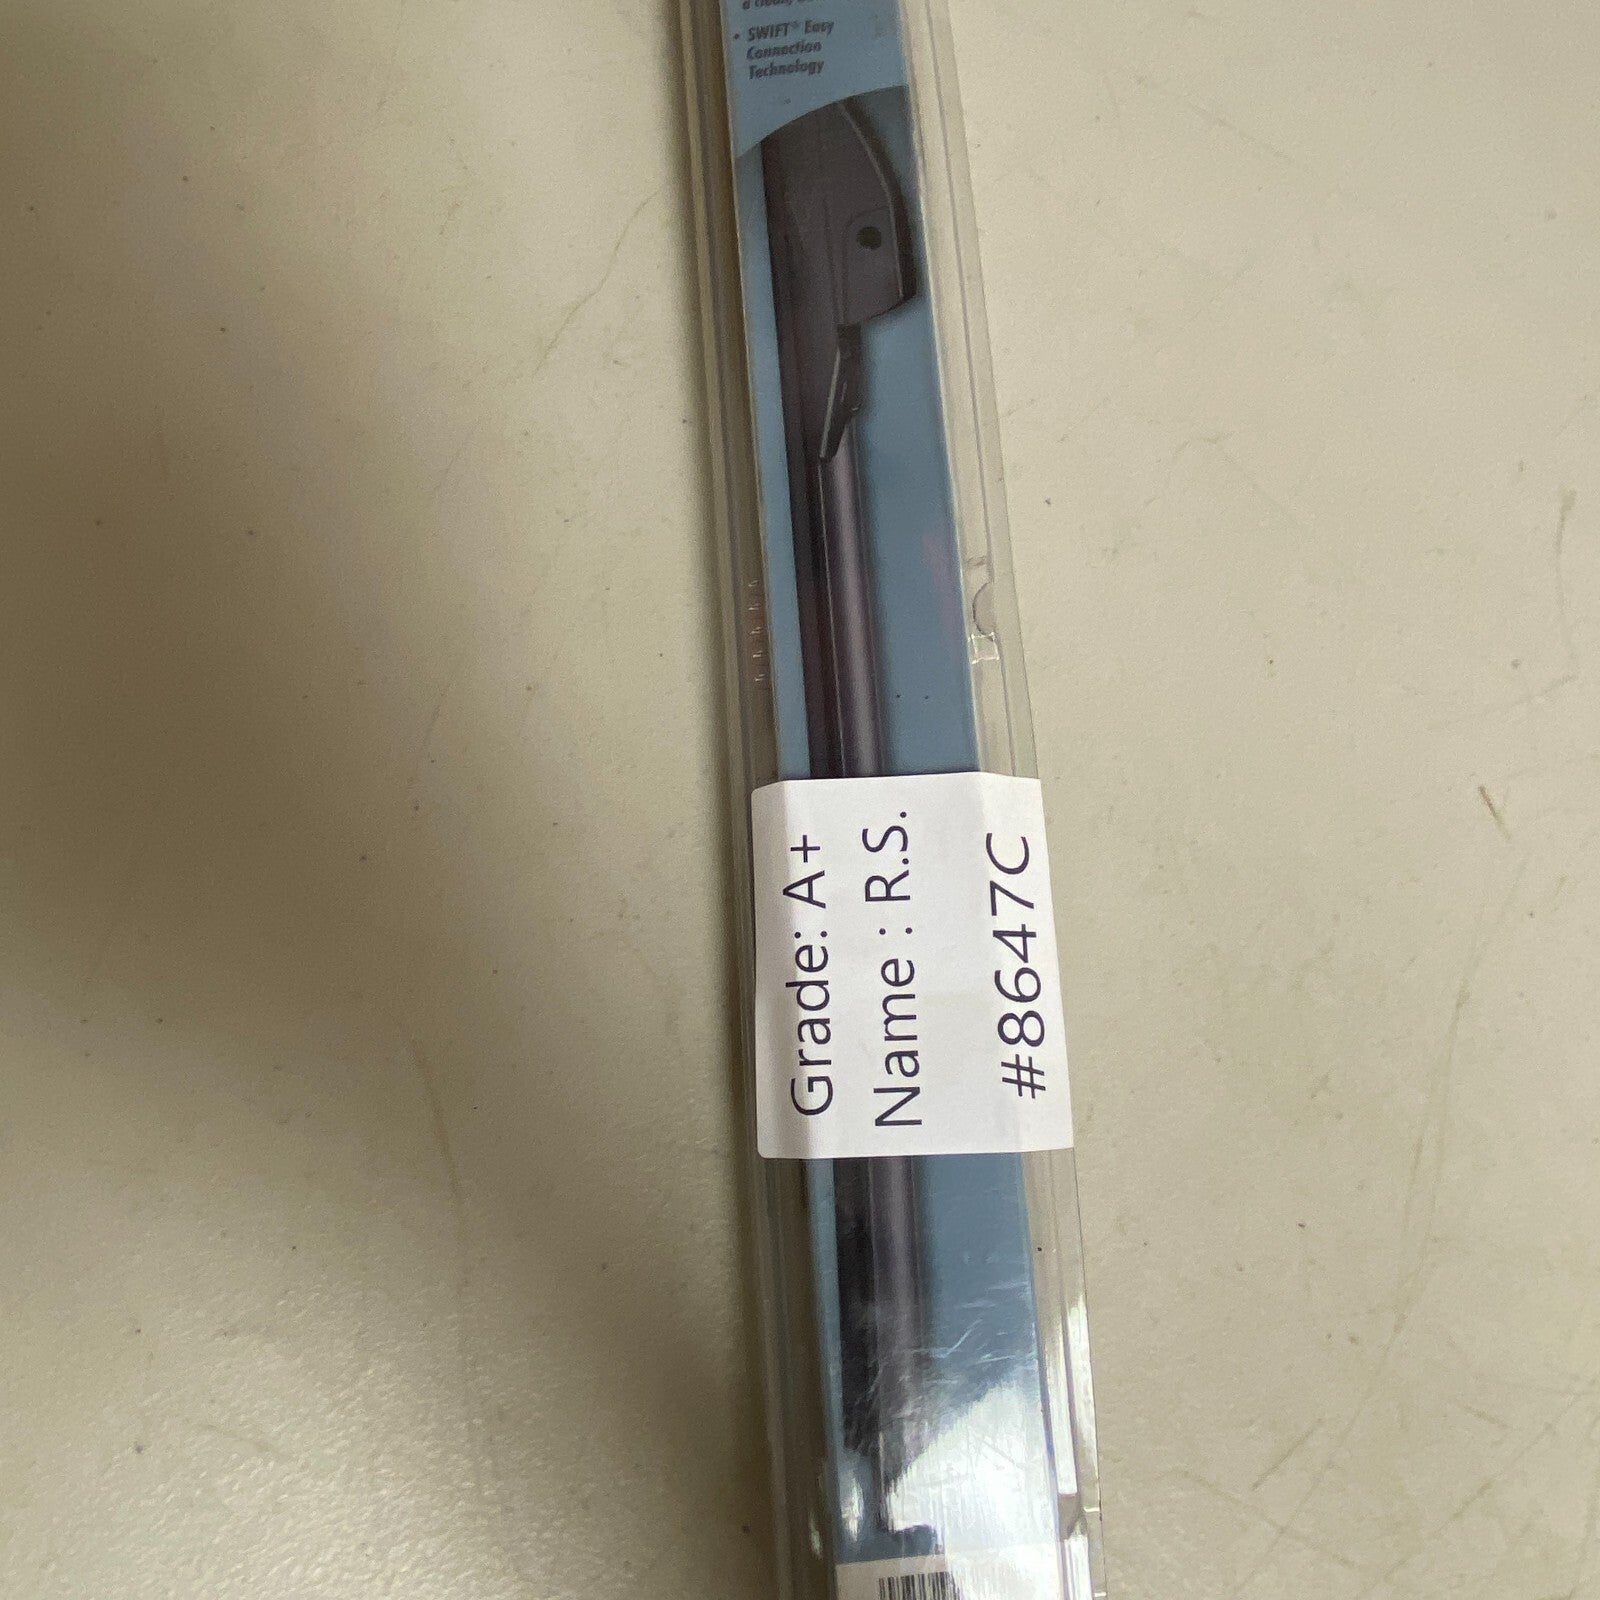 • SWIFT® Easy
Connection
Technology
Grade: A+
Name : R.S.
#8647C